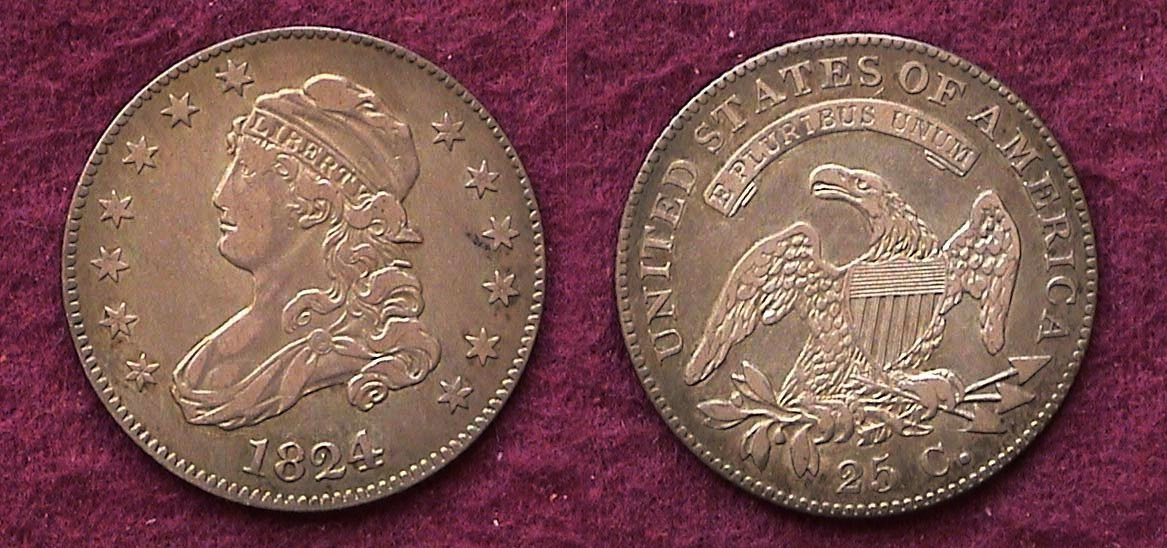 LIBERTY
1824
UNITED STATES OF AMERICA
E PLURIBUS UNUM
25 C.